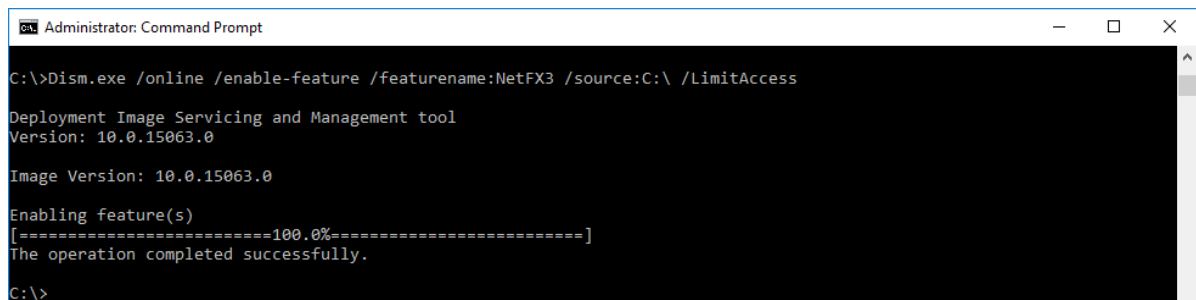 Administrator: Command Prompt
C:\>Dism.exe /online /enable-feature /featurename:NetFX3 /source:C:\ /LimitAccess
Deployment Image Servicing and Management tool
Version: 10.0.15063.0
Image Version: 10.0.15063.0
Enabling feature(s)
[==========================100.0%==========================]
The operation completed successfully.
C:\>